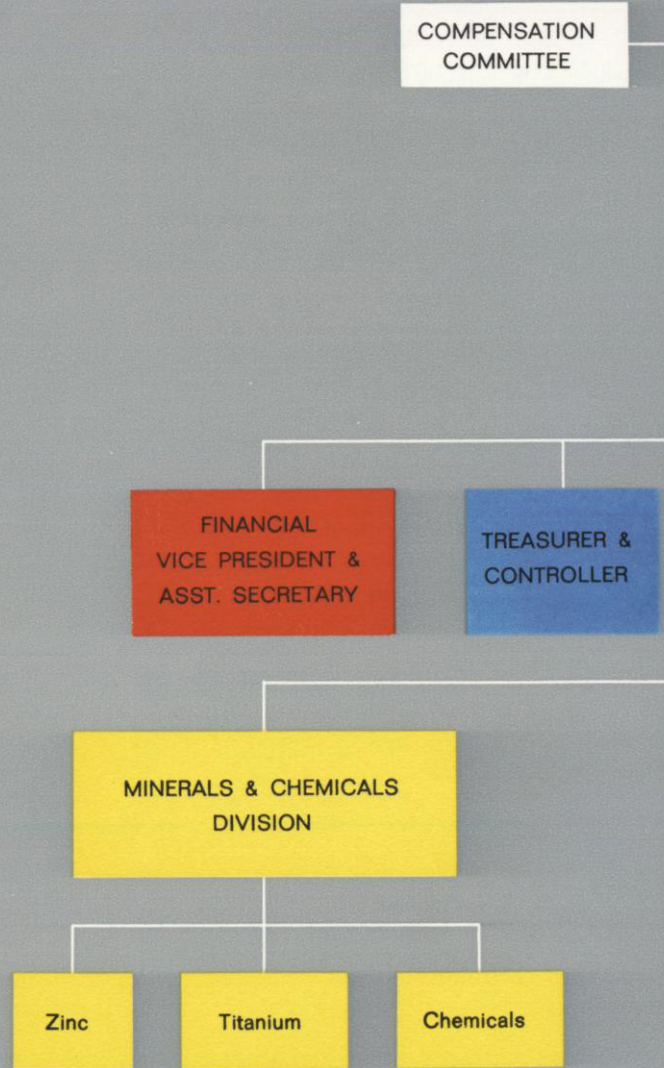 COMPENSATION
COMMITTEE
FINANCIAL
VICE PRESIDENT &
ASST. SECRETARY
TREASURER &
CONTROLLER
MINERALS & CHEMICALS
DIVISION
Zinc
Titanium
Chemicals